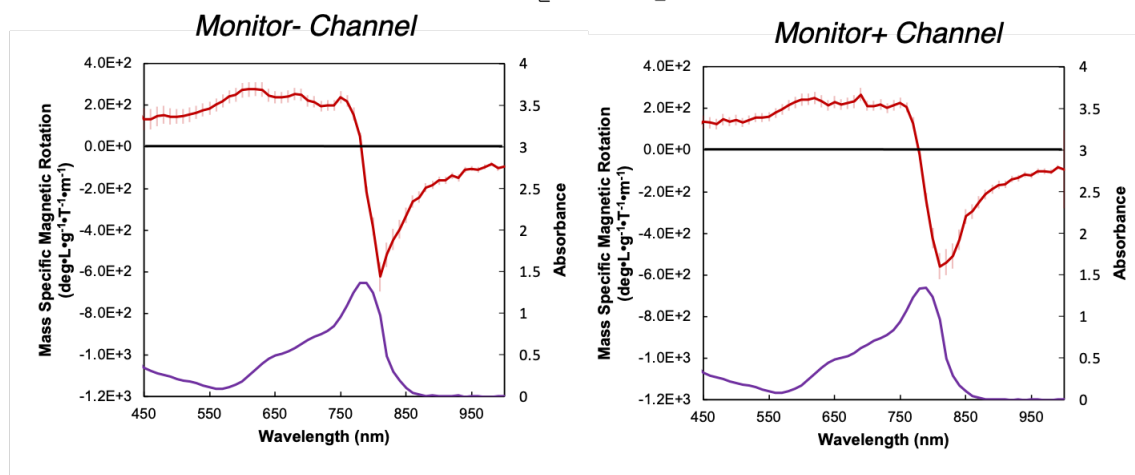 Monitor- Channel
Mass Specific Magnetic Rotation
(deg•L•g⁻¹•T⁻¹•m⁻¹)
4.0E+2
2.0E+2
0.0E+0
-2.0E+2
-4.0E+2
-6.0E+2
-8.0E+2
-1.0E+3
-1.2E+3
4
3.5
3
2.5
2
1.5
1
0.5
0
Absorbance
450 550 650 750 850 950
Wavelength (nm)
Monitor+ Channel
Mass Specific Magnetic Rotation
(deg•L•g⁻¹•T⁻¹•m⁻¹)
4.0E+2
2.0E+2
0.0E+0
-2.0E+2
-4.0E+2
-6.0E+2
-8.0E+2
-1.0E+3
-1.2E+3
4
3.5
3
2.5
2
1.5
1
0.5
0
Absorbance
450 550 650 750 850 950
Wavelength (nm)